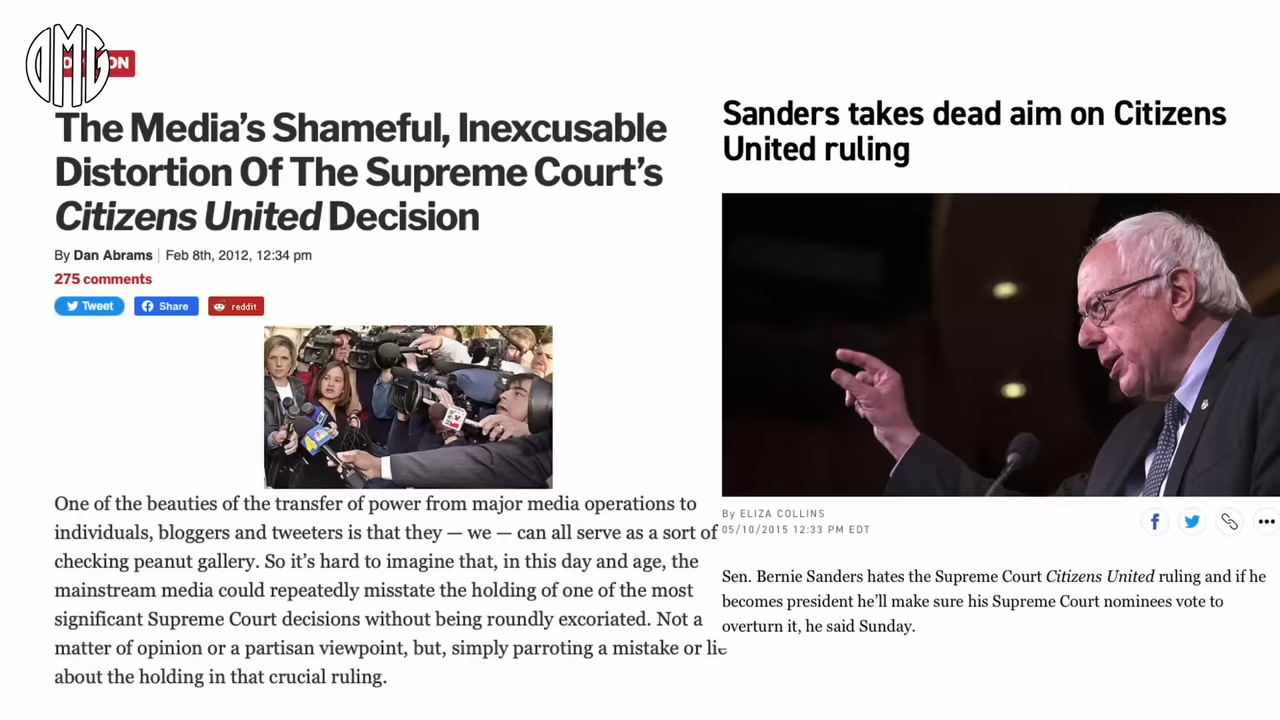 OMG
The Media's Shameful, Inexcusable
Distortion Of The Supreme Court's
Citizens United Decision
By Dan Abrams | Feb 8th, 2012, 12:34 pm
275 comments
Tweet
Share
reddit
One of the beauties of the transfer of power from major media operations to
individuals, bloggers and tweeters is that they — we — can all serve as a sort of
checking peanut gallery. So it's hard to imagine that, in this day and age, the
mainstream media could repeatedly misstate the holding of one of the most
significant Supreme Court decisions without being roundly excoriated. Not a
matter of opinion or a partisan viewpoint, but, simply parroting a mistake or lie
about the holding in that crucial ruling.
Sanders takes dead aim on Citizens
United ruling
By ELIZA COLLINS
05/10/2015 12:33 PM EDT
Sen. Bernie Sanders hates the Supreme Court Citizens United ruling and if he
becomes president he'll make sure his Supreme Court nominees vote to
overturn it, he said Sunday.